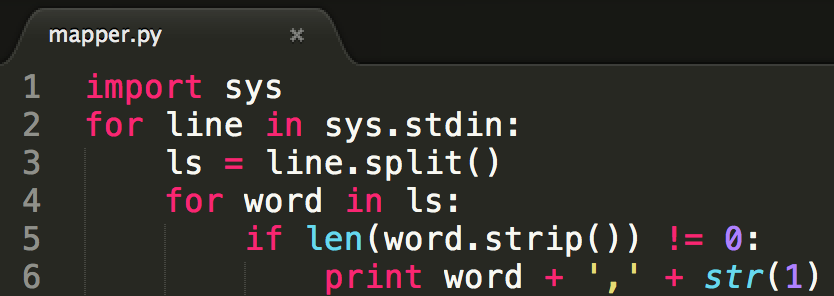 mapper.py ×
1 import sys
2 for line in sys.stdin:
3     ls = line.split()
4     for word in ls:
5         if len(word.strip()) != 0:
6             print word + ',' + str(1)